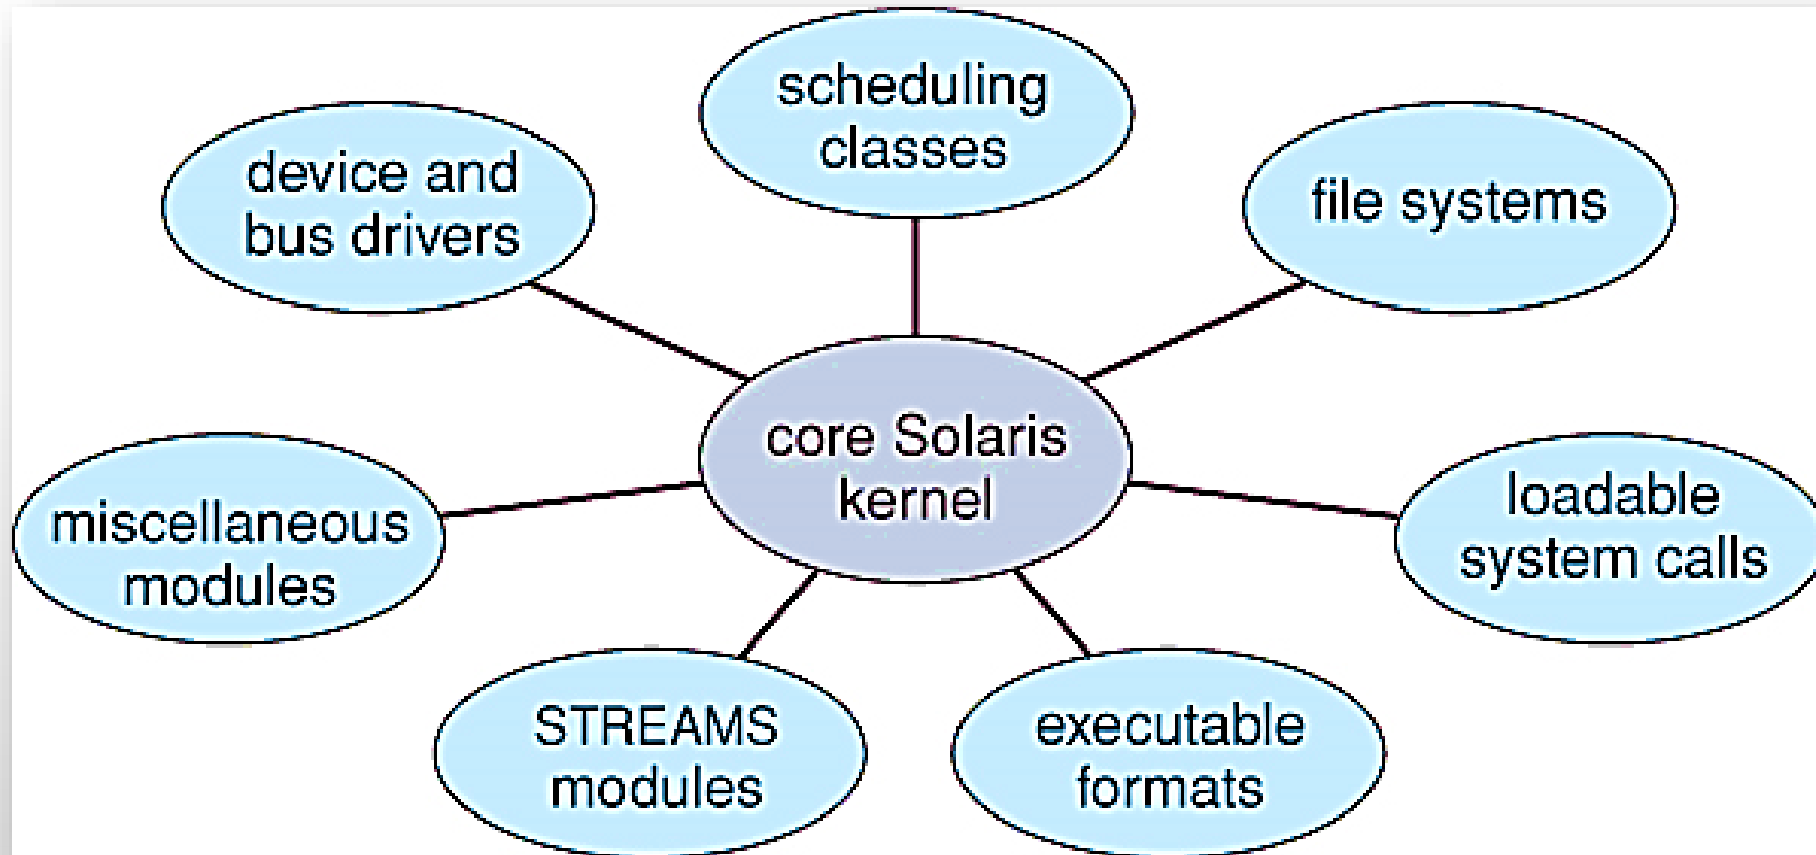 scheduling
classes
device and
bus drivers
file systems
core Solaris
kernel
loadable
system calls
miscellaneous
modules
STREAMS
modules
executable
formats